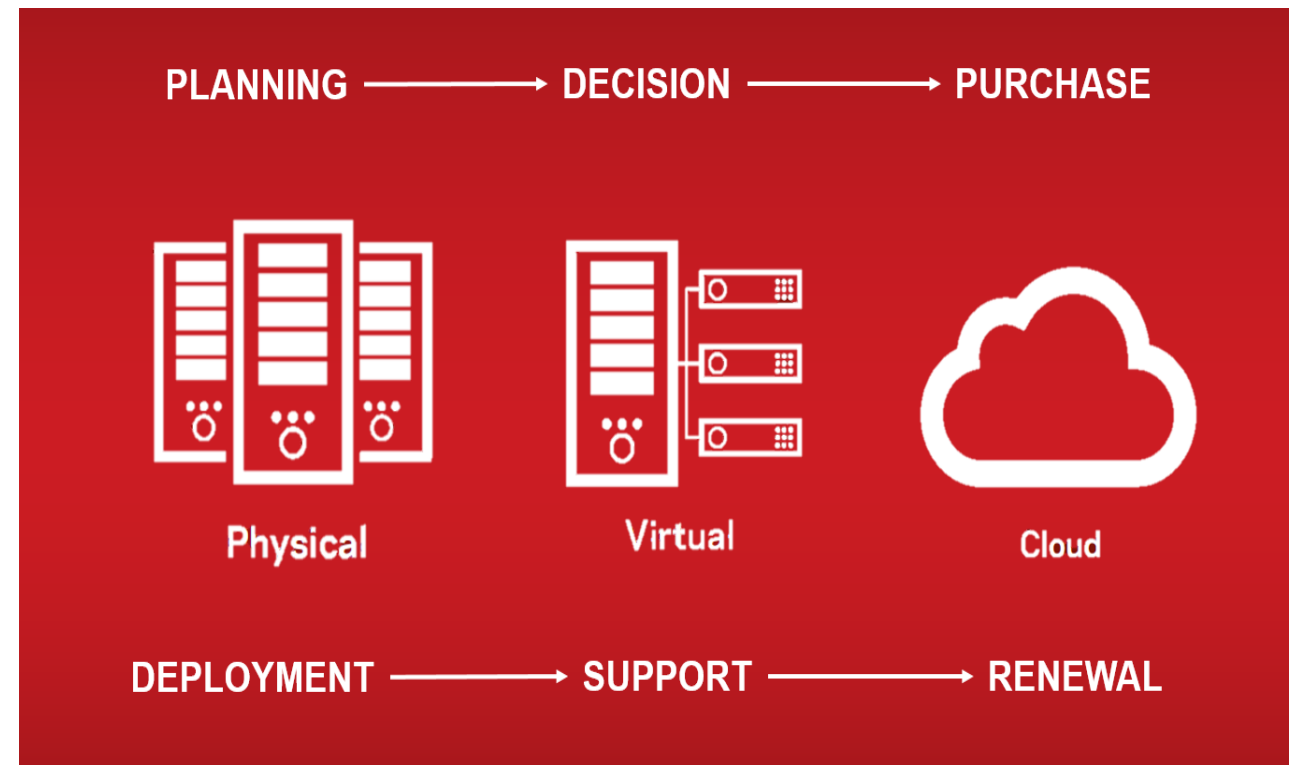 PLANNING → DECISION → PURCHASE
Physical Virtual Cloud
DEPLOYMENT → SUPPORT → RENEWAL